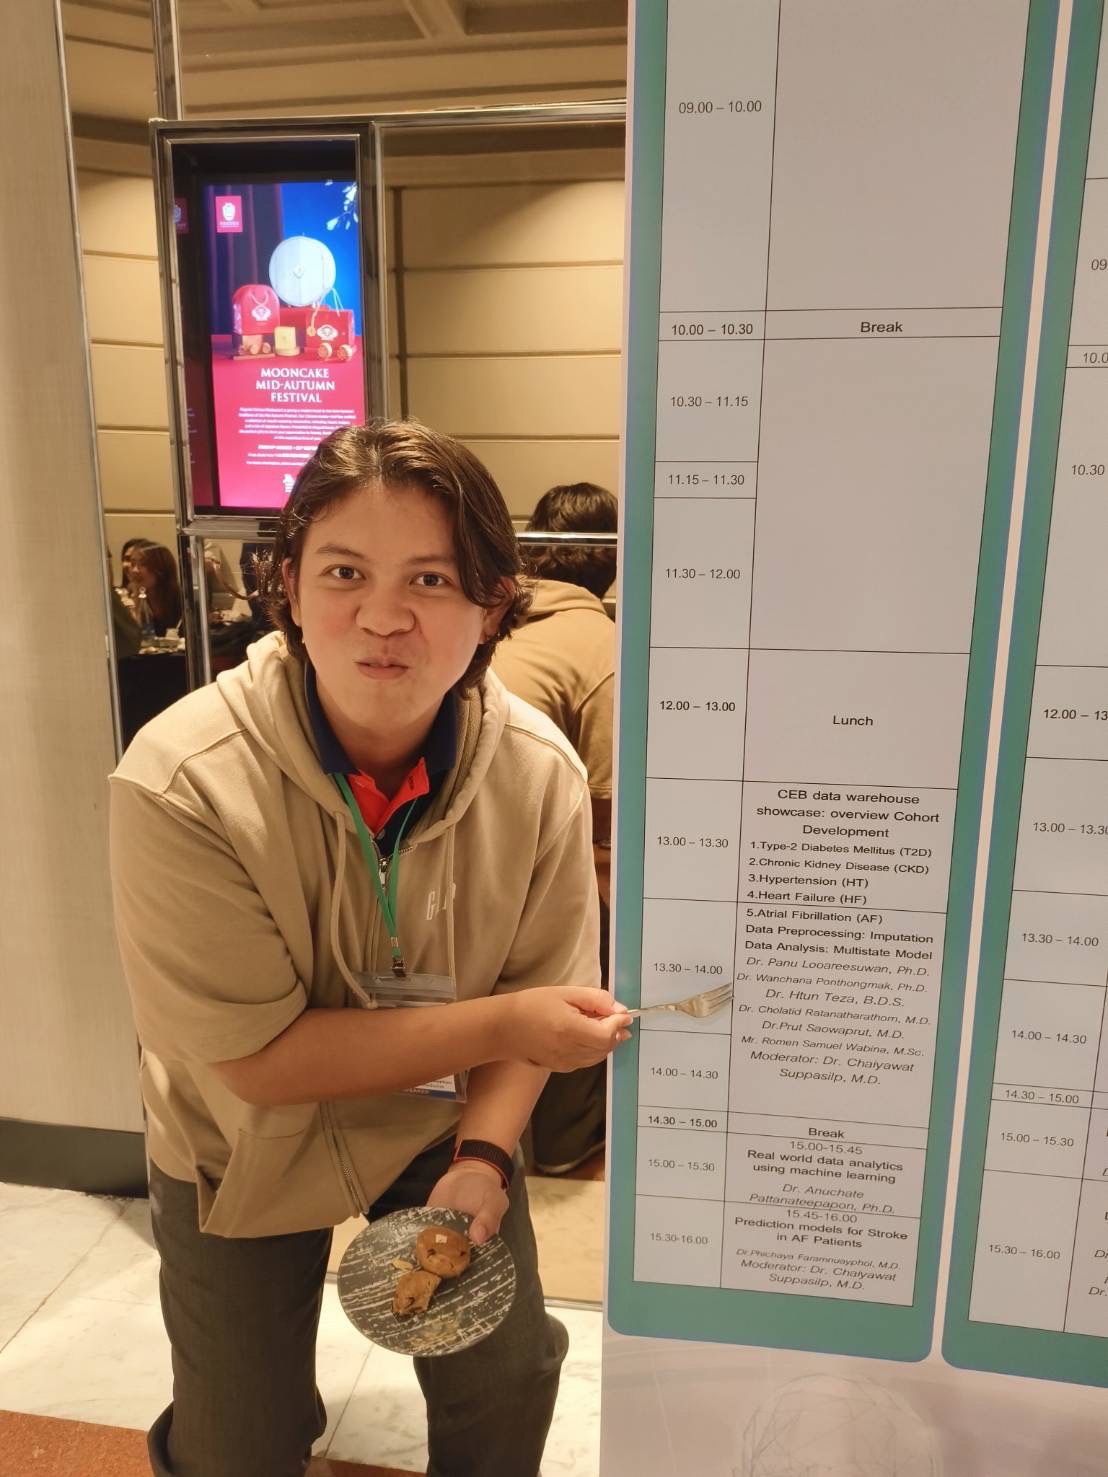 MOONCAKE
MID-AUTUMN
FESTIVAL
09.00 – 10.00
10.00 – 10.30
Break
10.30 – 11.15
11.15 – 11.30
11.30 – 12.00
12.00 – 13.00
Lunch
13.00 – 13.30
CEB data warehouse
showcase: overview Cohort
Development
1.Type-2 Diabetes Mellitus (T2D)
2.Chronic Kidney Disease (CKD)
3.Hypertension (HT)
4.Heart Failure (HF)
13.30 – 14.00
14.00 – 14.30
5.Atrial Fibrillation (AF)
Data Preprocessing: Imputation
Data Analysis: Multistate Model
Dr. Panu Looareesuwan, Ph.D.
Dr. Wanchana Ponthongmak, Ph.D.
Dr. Htun Teza, B.D.S.
Dr. Cholatid Ratanatharathorn, M.D.
Dr.Prut Saowaprut, M.D.
Mr. Romen Samuel Wabina, M.Sc.
Moderator: Dr. Chaiyawat
Suppasilp, M.D.
14.30 – 15.00
Break
15.00 – 15.30
15.00-15.45
Real world data analytics
using machine learning
Dr. Anuchate
Pattanateepapon, Ph.D.
15.30-16.00
15.45-16.00
Prediction models for Stroke
in AF Patients
Dr.Phichaya Faramnuayphol, M.D.
Moderator: Dr. Chaiyawat
Suppasilp, M.D.
09
10.0
10.30
12.00 – 13
13.00 – 13.30
13.30 – 14.00
14.00 – 14.30
14.30 – 15.00
15.00 – 15.30
15.30 – 16.00
Dr.